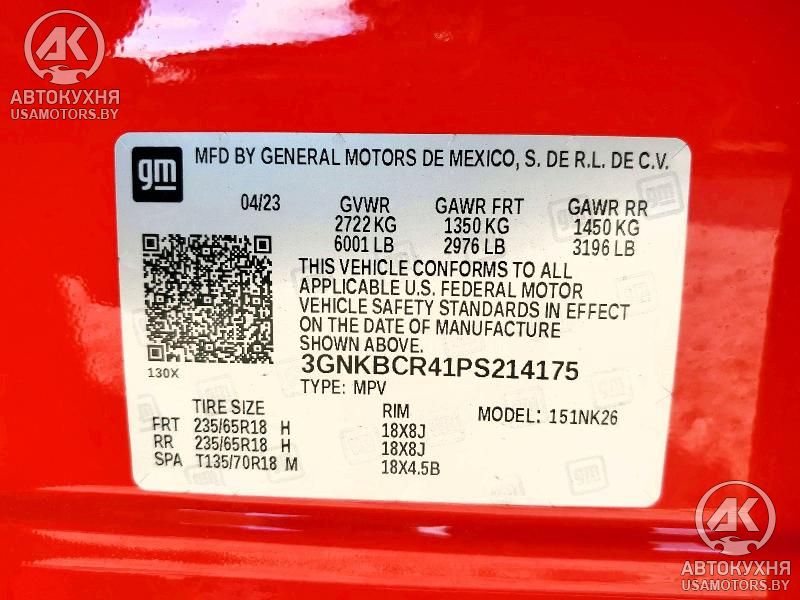 AK
АВТОКУХНЯ
USAMOTORS.BY
gm
MFD BY GENERAL MOTORS DE MEXICO, S. DE R.L. DE C.V.
04/23 GVWR GAWR FRT GAWR RR
2722 KG 1350 KG 1450 KG
6001 LB 2976 LB 3196 LB
THIS VEHICLE CONFORMS TO ALL
APPLICABLE U.S. FEDERAL MOTOR
VEHICLE SAFETY STANDARDS IN EFFECT
ON THE DATE OF MANUFACTURE
SHOWN ABOVE.
130X
3GNKBCR41PS214175
TYPE: MPV
TIRE SIZE RIM MODEL: 151NK26
FRT 235/65R18 H 18X8J
RR 235/65R18 H 18X8J
SPA T135/70R18 M 18X4.5B
AK
АВТОКУХНЯ
USAMOTORS.BY